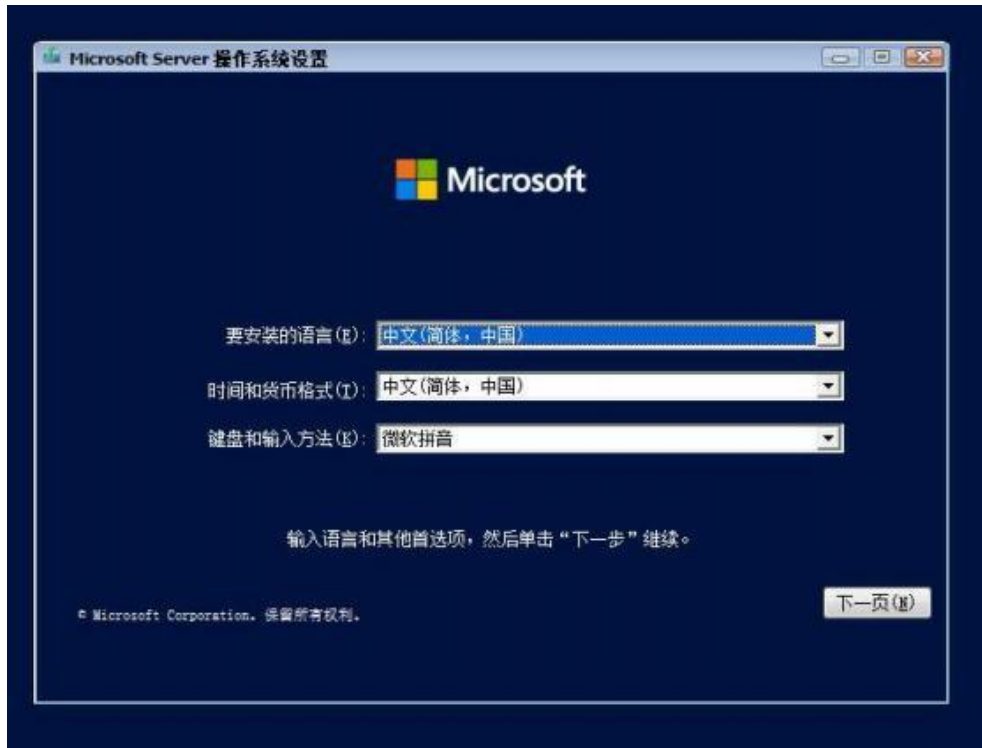 Microsoft Server 操作系统设置
Microsoft
要安装的语言(E): 中文(简体，中国)
时间和货币格式(T): 中文(简体，中国)
键盘和输入方法(K): 微软拼音
输入语言和其他首选项，然后单击“下一步”继续。
下一页(N)
© Microsoft Corporation。保留所有权利。